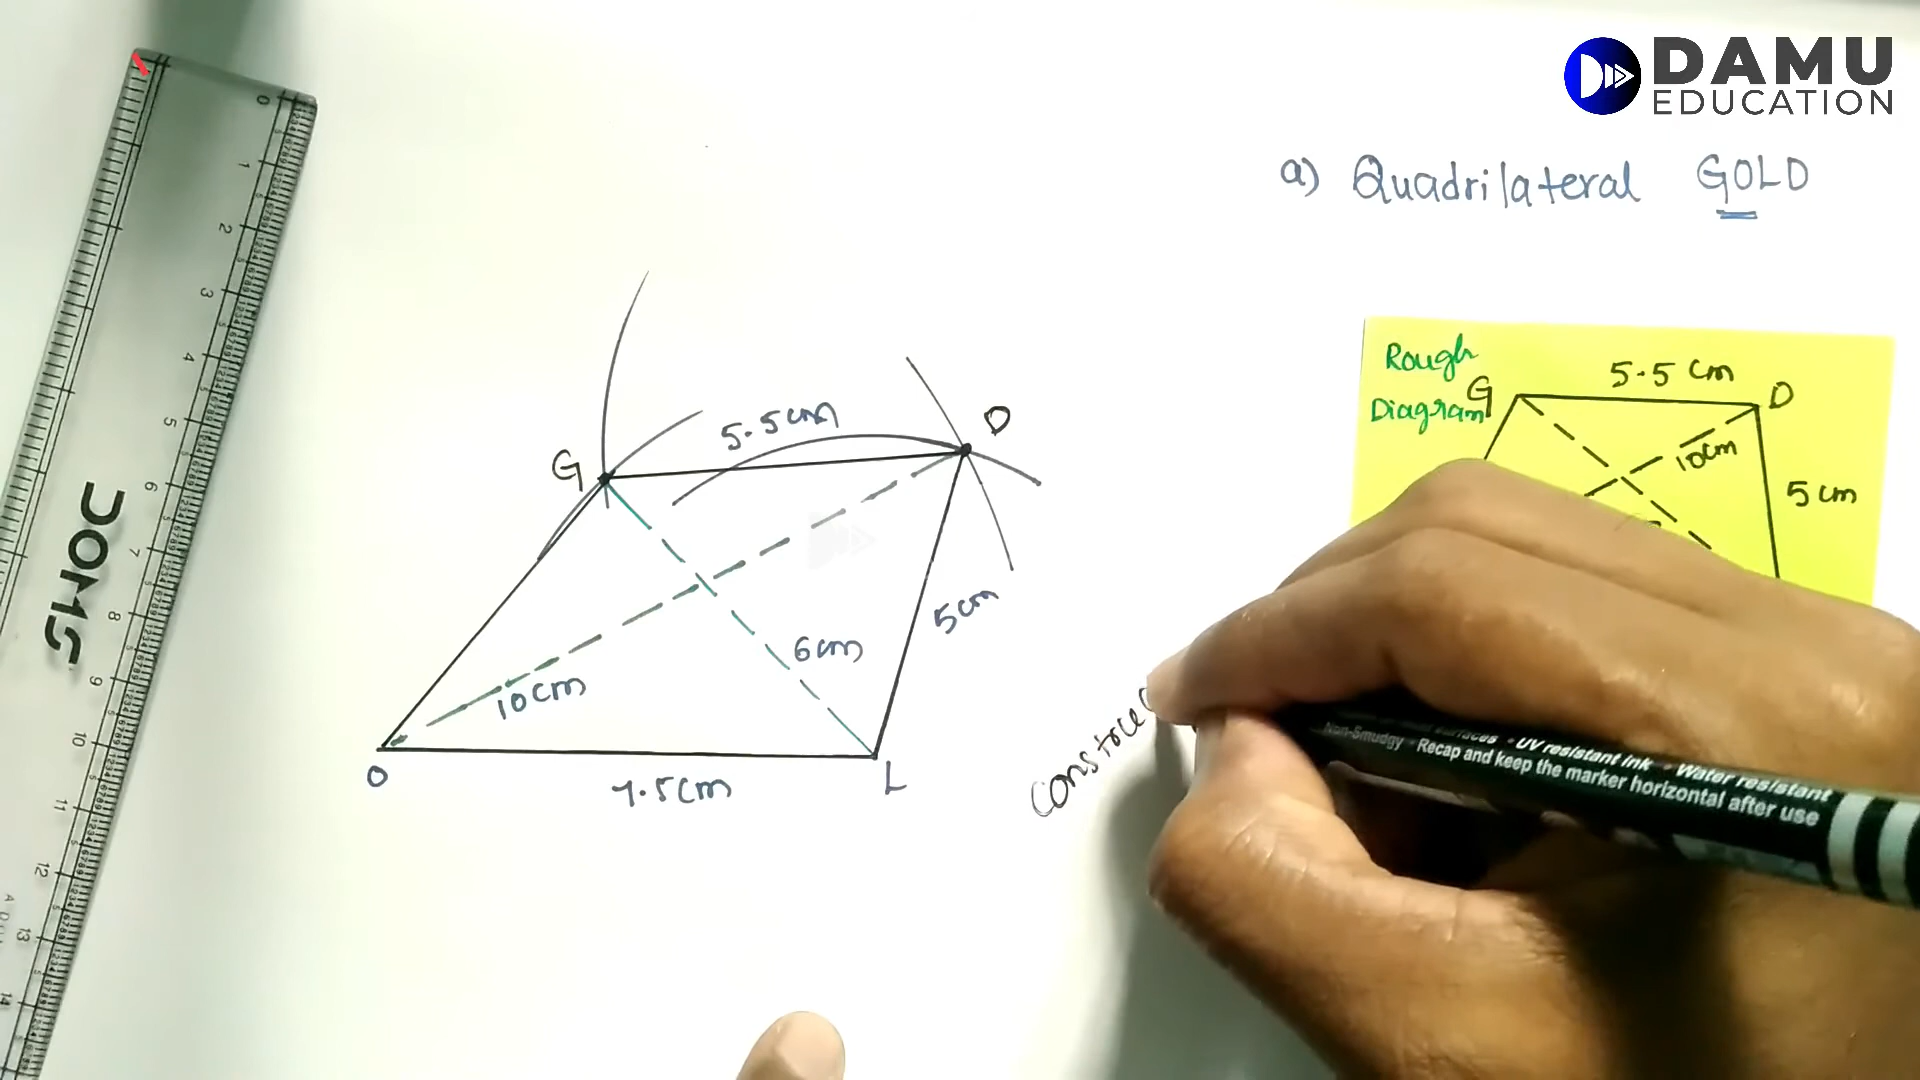 DAMU
EDUCATION
a) Quadrilateral GOLD
Rough
Diagram
G
5.5 cm
D
10cm
5 cm
G
5.5cm
D
5cm
6cm
10cm
O
7.5cm
L
DOMS
0
1
2
3
4
5
6
7
8
9
10
11
12
13
14
Non-Smudgy • Recap and keep the marker horizontal after use
• UV resistant ink • Water resistant